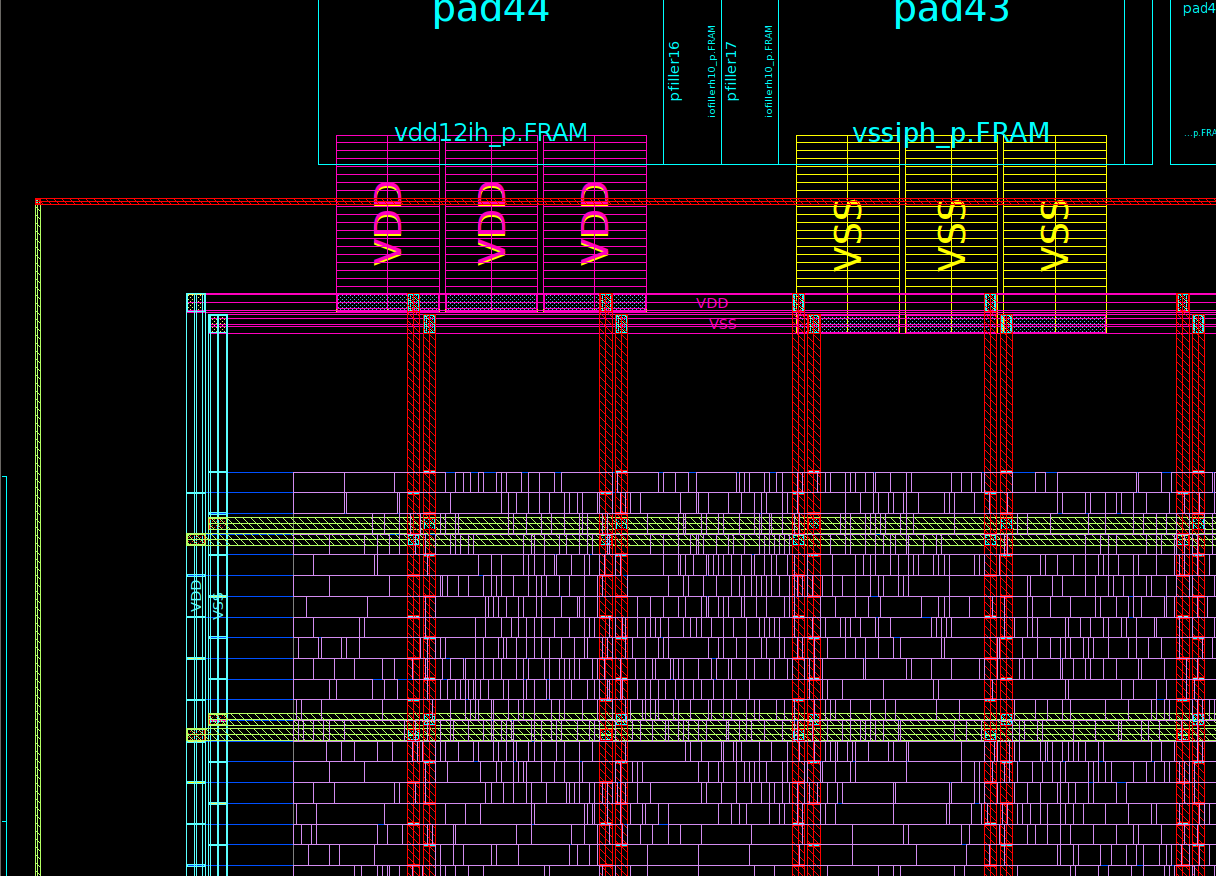 pad44
pad43
pad4
pfiller16
iofillerh10_p.FRAM
pfiller17
iofillerh10_p.FRAM
vdd12ih_p.FRAM
vssiph_p.FRAM
...p.FRA
VDD
VDD
VDD
VSS
VSS
VSS
VDD
VSS
VDD
VSS